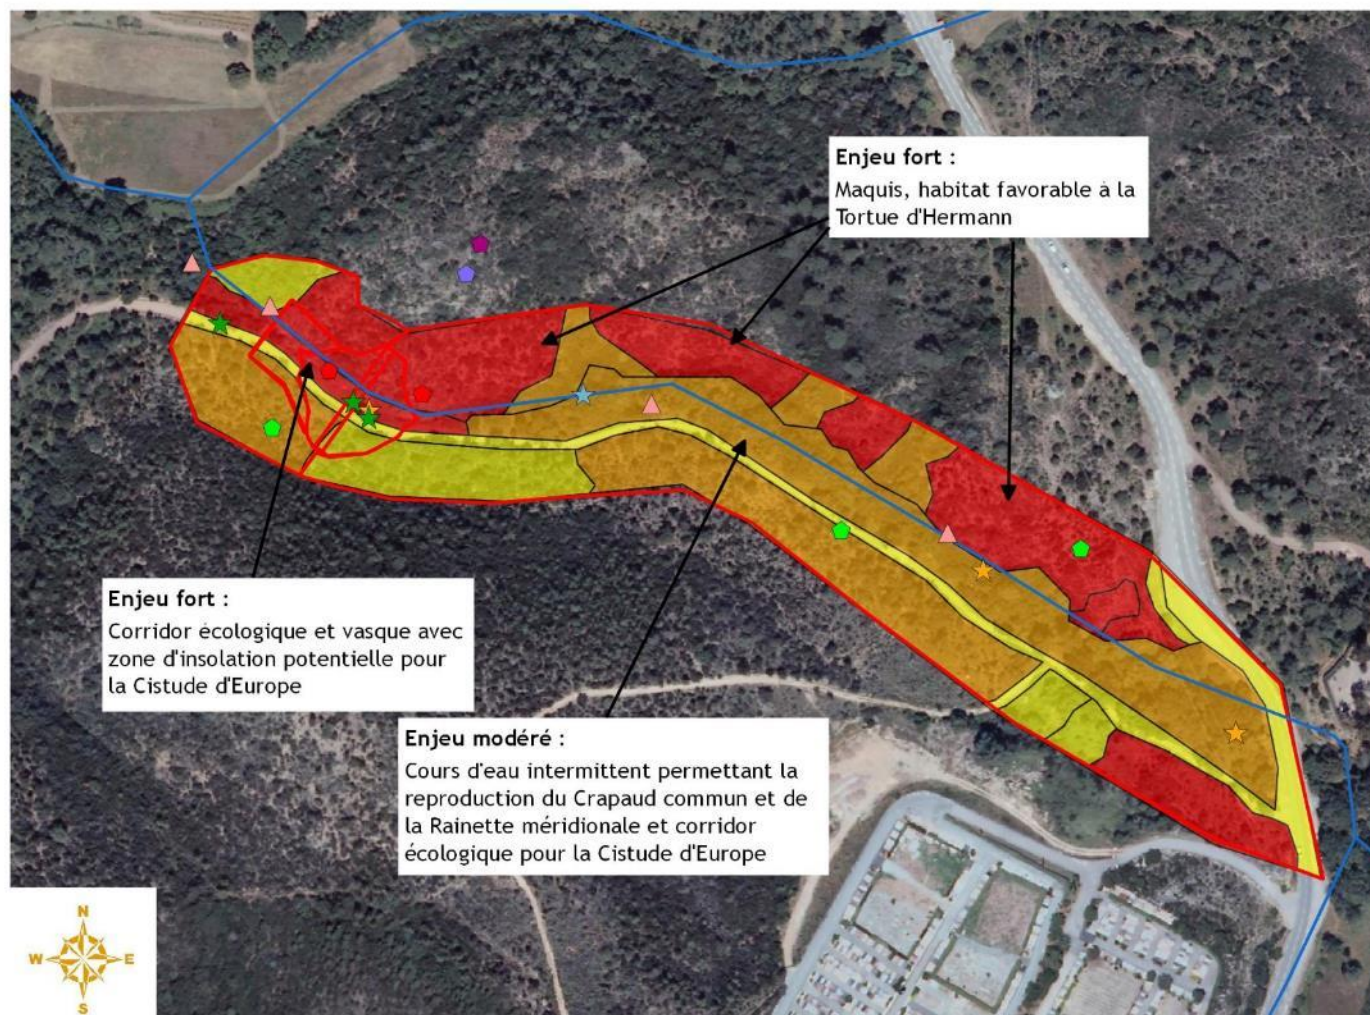 Enjeu fort :
Maquis, habitat favorable à la
Tortue d'Hermann
Enjeu fort :
Corridor écologique et vasque avec
zone d'insolation potentielle pour
la Cistude d'Europe
Enjeu modéré :
Cours d'eau intermittent permettant la
reproduction du Crapaud commun et de
la Rainette méridionale et corridor
écologique pour la Cistude d'Europe
N
W E
S